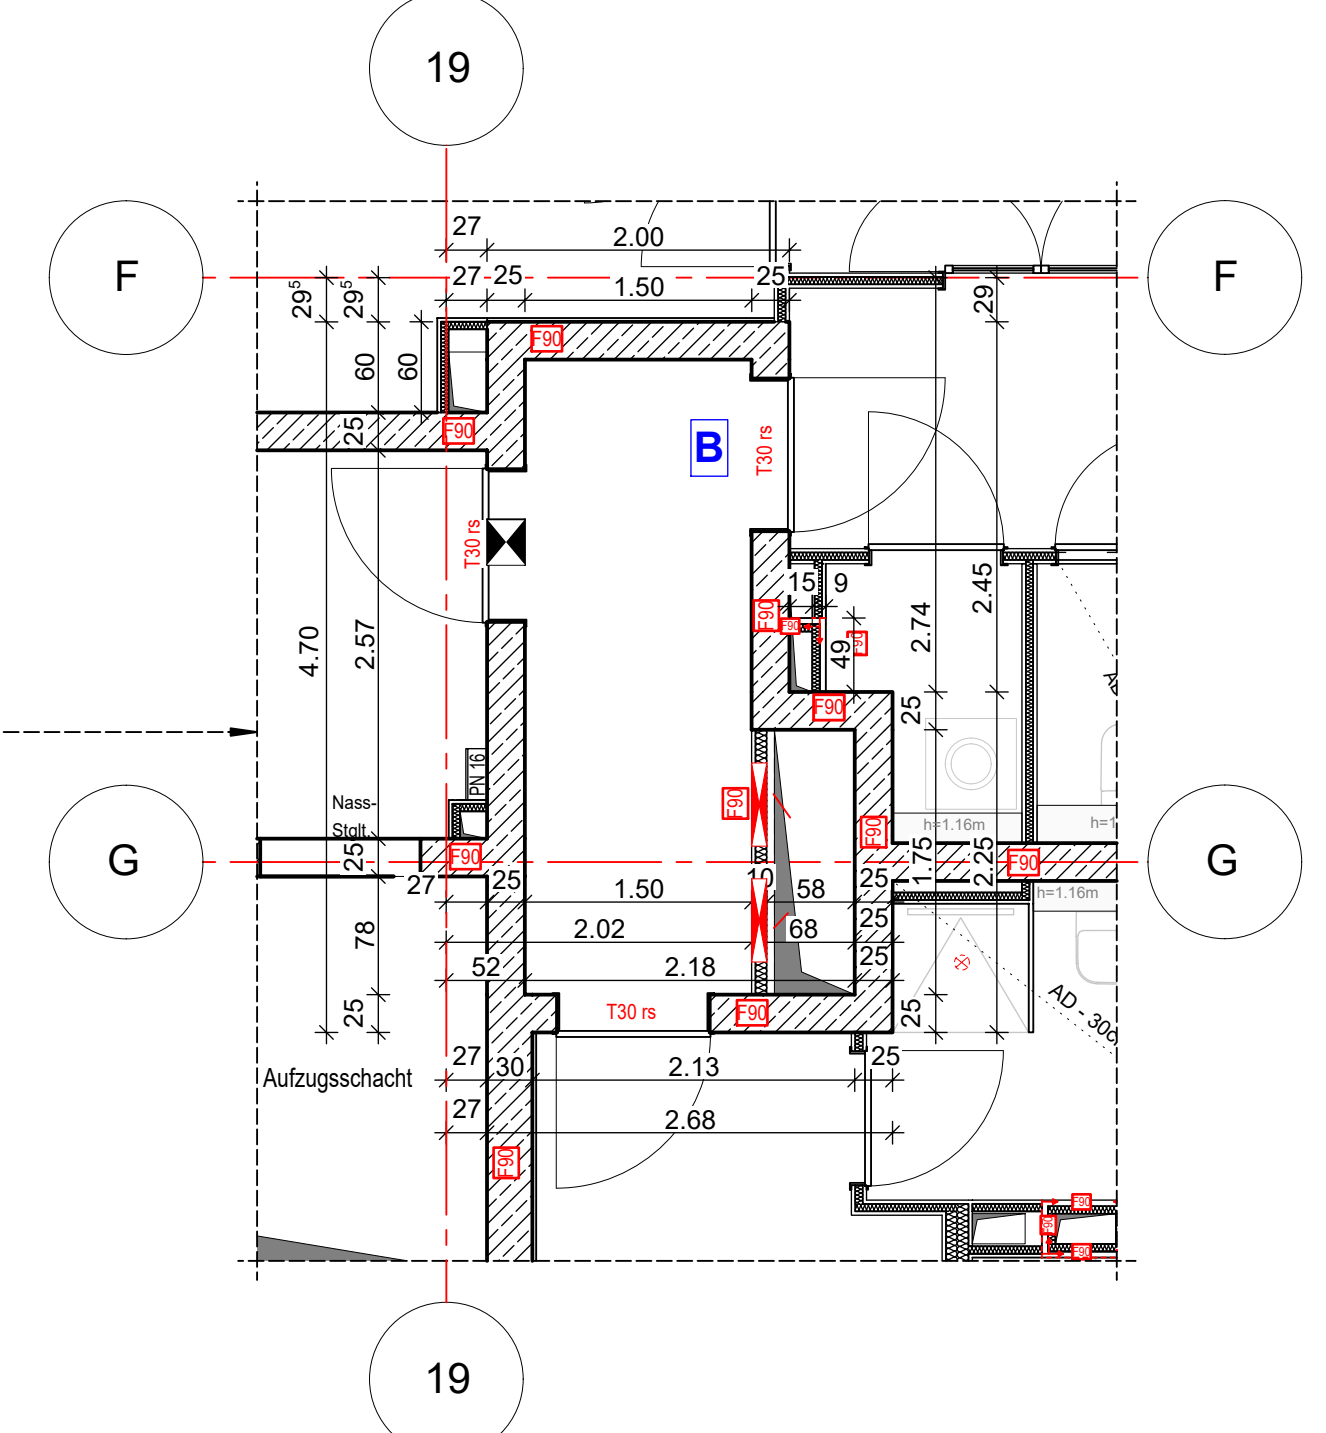 19
F
F
27
2.00
27
25
25
1.50
29⁵
29⁵
29
F90
60
60
25
F90
B
T30 rs
T30 rs
15
9
F90
F90
F90
49
2.74
2.45
4.70
2.57
F90
25
PN 16
F90
F90
Nass-
Stglt.
h=1.16m
G
G
25
F90
1.75
2.25
F90
27
25
1.50
10
58
25
h=1.16m
78
2.02
68
25
52
2.18
25
25
T30 rs
F90
25
AD - 30c
27
30
2.13
25
Aufzugsschacht
27
2.68
F90
F90
F90
F90
19